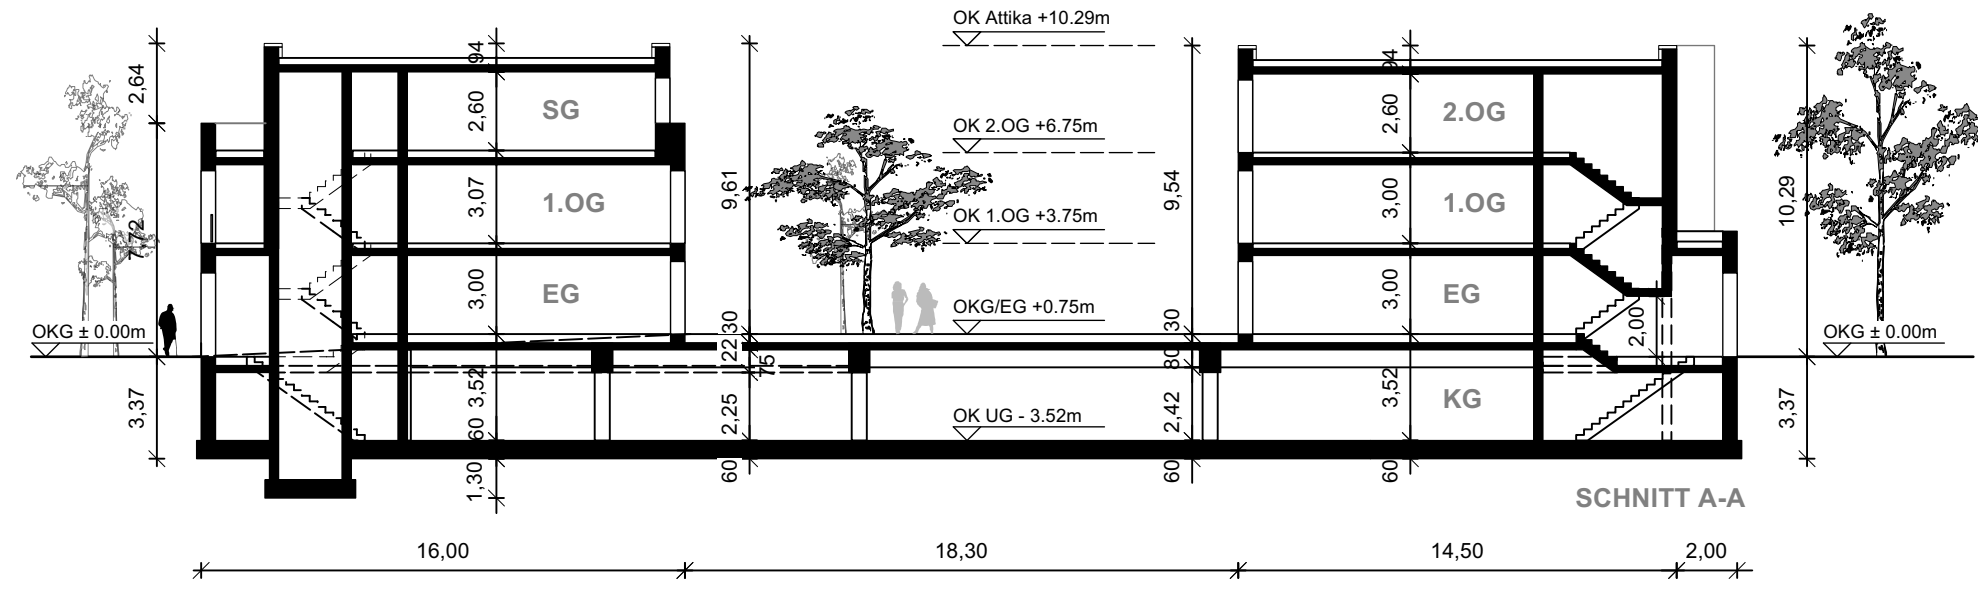 OK Attika +10.29m
2,64
94
94
2,60
SG
2,60
2.OG
OK 2.OG +6.75m
7,72
3,07
1.OG
9,61
OK 1.OG +3.75m
9,54
3,00
1.OG
10,29
OKG ± 0.00m
3,00
EG
OKG/EG +0.75m
3,00
EG
2,00
OKG ± 0.00m
30
22
75
30
80
3,37
3,52
60
2,25
OK UG - 3.52m
2,42
3,52
KG
3,37
1,30
60
60
60
SCHNITT A-A
16,00
18,30
14,50
2,00